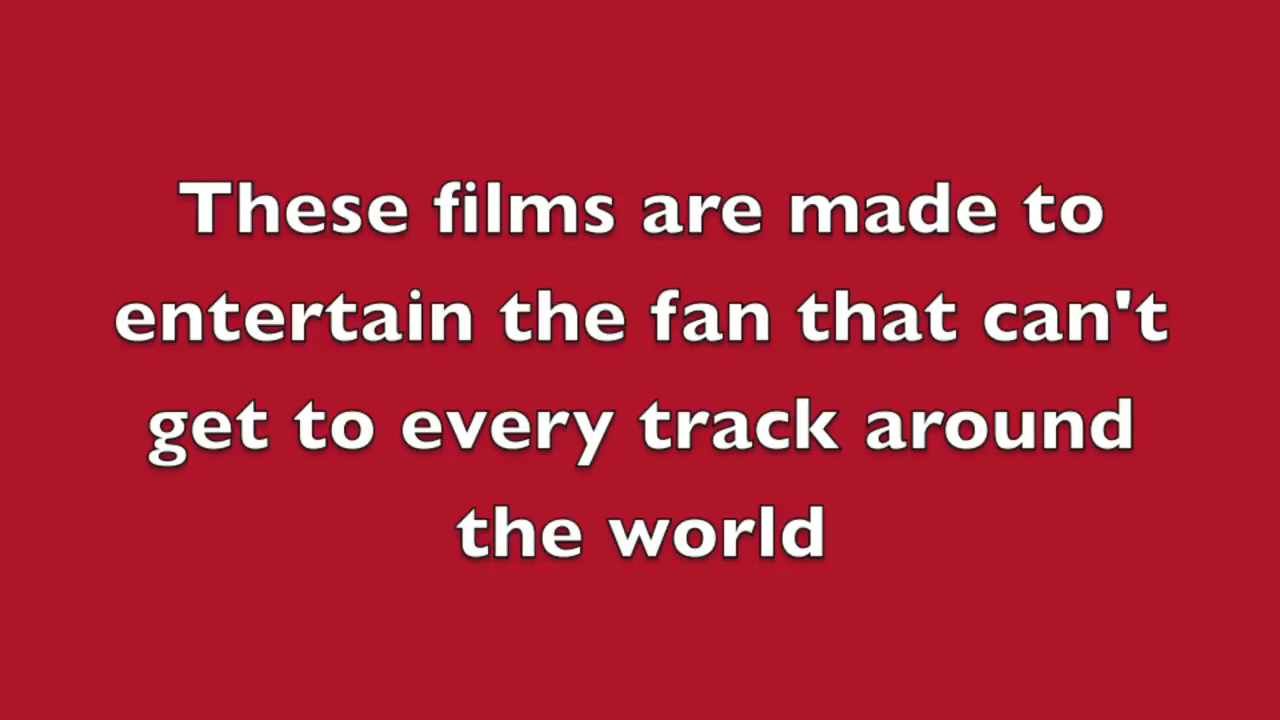 These films are made to
entertain the fan that can't
get to every track around
the world